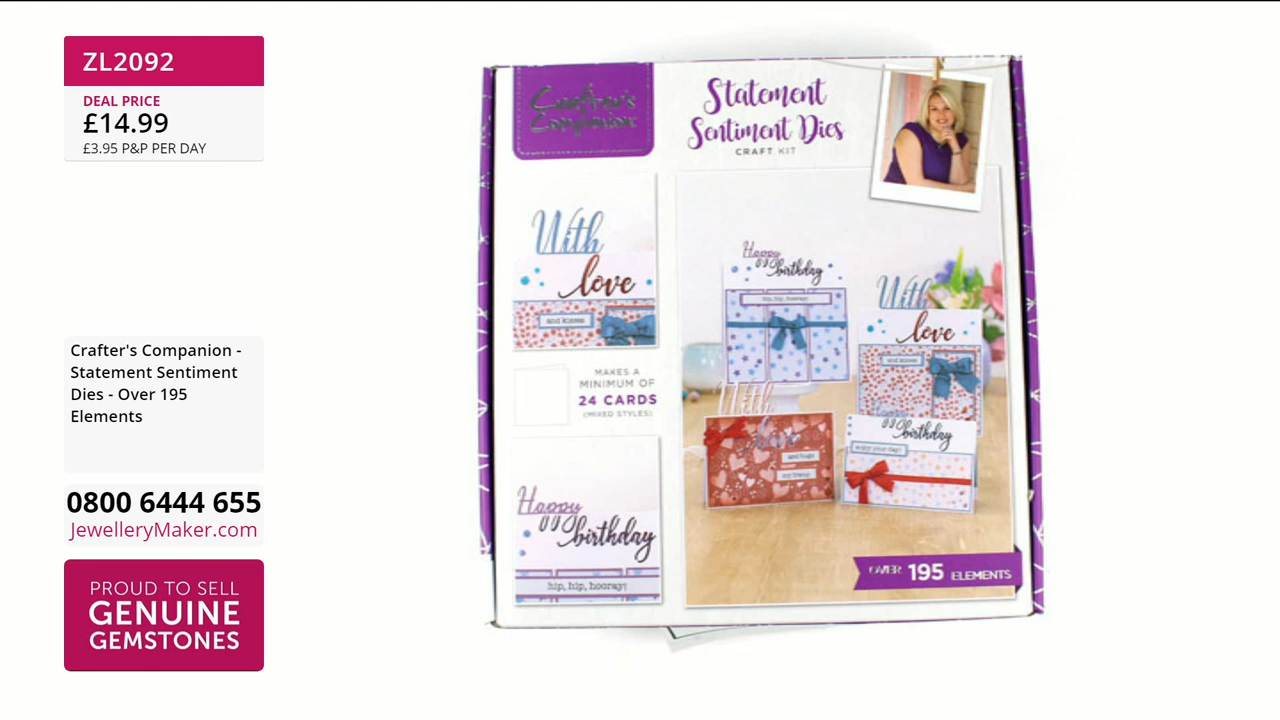 ZL2092
DEAL PRICE
£14.99
£3.95 P&P PER DAY
Crafter's Companion -
Statement Sentiment
Dies - Over 195
Elements
0800 6444 655
JewelleryMaker.com
PROUD TO SELL
GENUINE
GEMSTONES
Crafter's
Companion
Statement
Sentiment Dies
CRAFT KIT
With
love
and kisses
MAKES A
MINIMUM OF
24 CARDS
(MIXED STYLES)
Happy
birthday
hip, hip, hooray!
Happy
birthday
hip, hip, hooray!
With
love
and kisses
With
love
and hugs
birthday
enjoy your day!
OVER 195 ELEMENTS